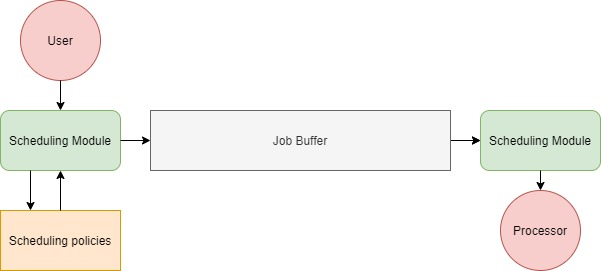 User
Scheduling Module
Job Buffer
Scheduling Module
Scheduling policies
Processor